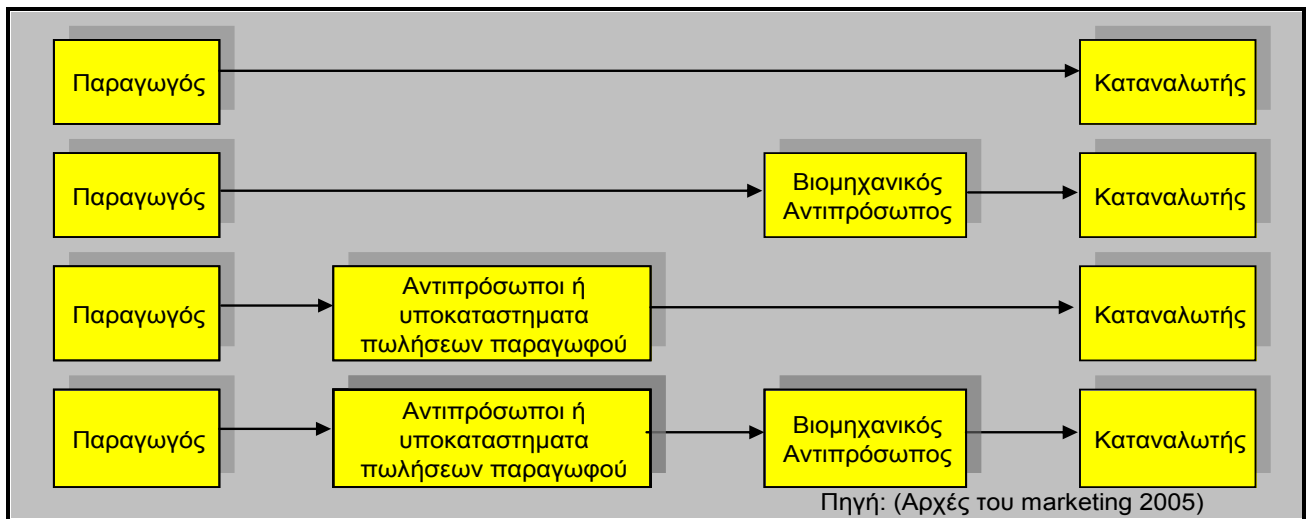 Παραγωγός
Καταναλωτής
Παραγωγός
Βιομηχανικός
Αντιπρόσωπος
Καταναλωτής
Παραγωγός
Αντιπρόσωποι ή
υποκαταστηματα
πωλήσεων παραγωφού
Καταναλωτής
Παραγωγός
Αντιπρόσωποι ή
υποκαταστηματα
πωλήσεων παραγωφού
Βιομηχανικός
Αντιπρόσωπος
Καταναλωτής
Πηγή: (Αρχές του marketing 2005)